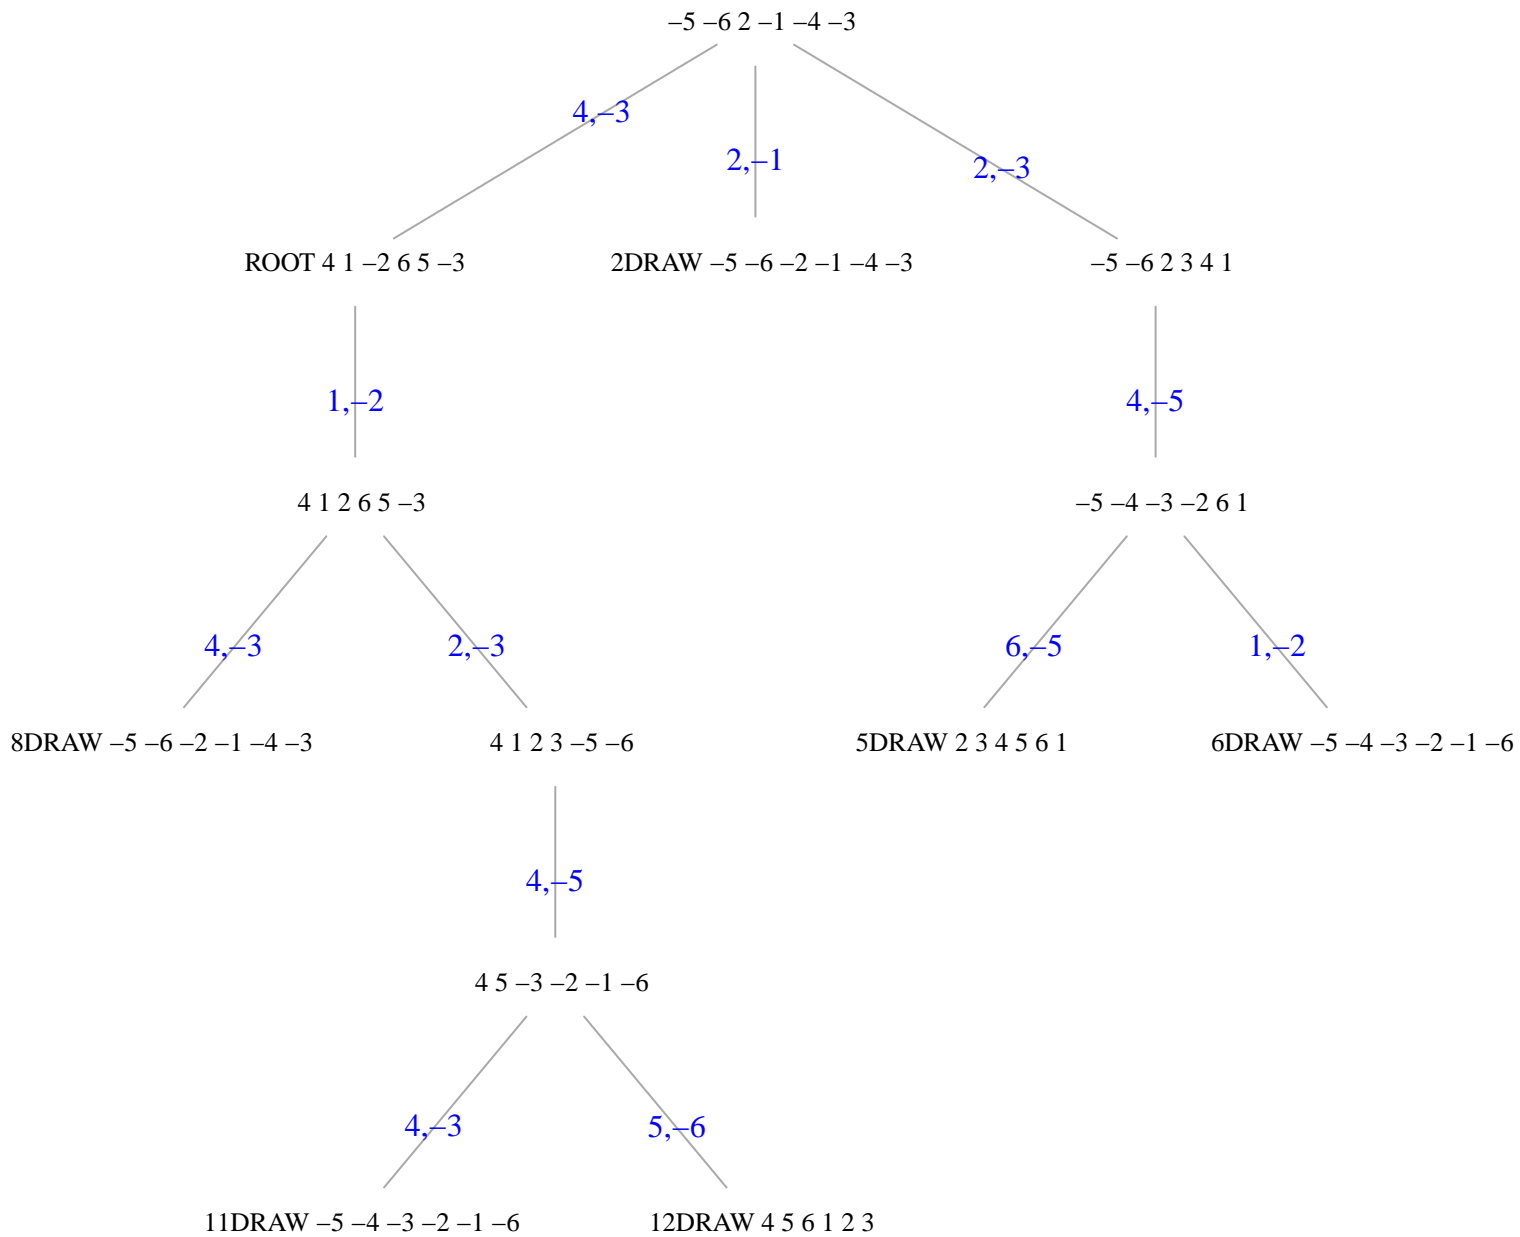 –5 –6 2 –1 –4 –3
4,–3
2,–1
2,–3
ROOT 4 1 –2 6 5 –3
2DRAW –5 –6 –2 –1 –4 –3
–5 –6 2 3 4 1
1,–2
4,–5
4 1 2 6 5 –3
–5 –4 –3 –2 6 1
4,–3
2,–3
6,–5
1,–2
8DRAW –5 –6 –2 –1 –4 –3
4 1 2 3 –5 –6
5DRAW 2 3 4 5 6 1
6DRAW –5 –4 –3 –2 –1 –6
4,–5
4 5 –3 –2 –1 –6
4,–3
5,–6
11DRAW –5 –4 –3 –2 –1 –6
12DRAW 4 5 6 1 2 3